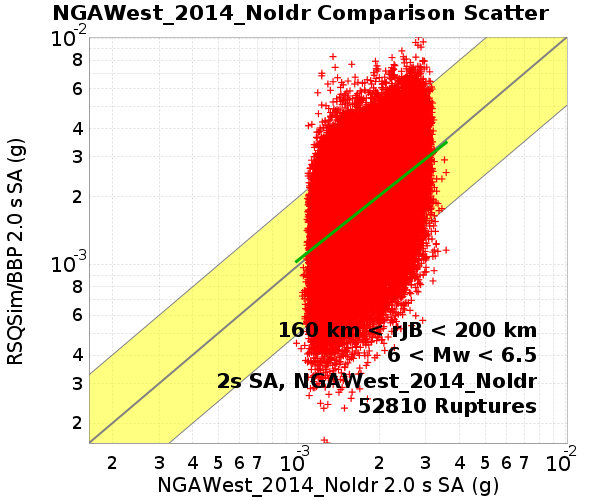 NGAWest_2014_NoIdr Comparison Scatter
10-2
8
6
4
3
2
10-3
8
6
4
3
2
RSQSim/BBP 2.0 s SA (g)
160 km < rJB < 200 km
6 < Mw < 6.5
2s SA, NGAWest_2014_NoIdr
52810 Ruptures
2 3 4 5 6 7 10-3 2 3 4 5 6 7 10-2
NGAWest_2014_NoIdr 2.0 s SA (g)